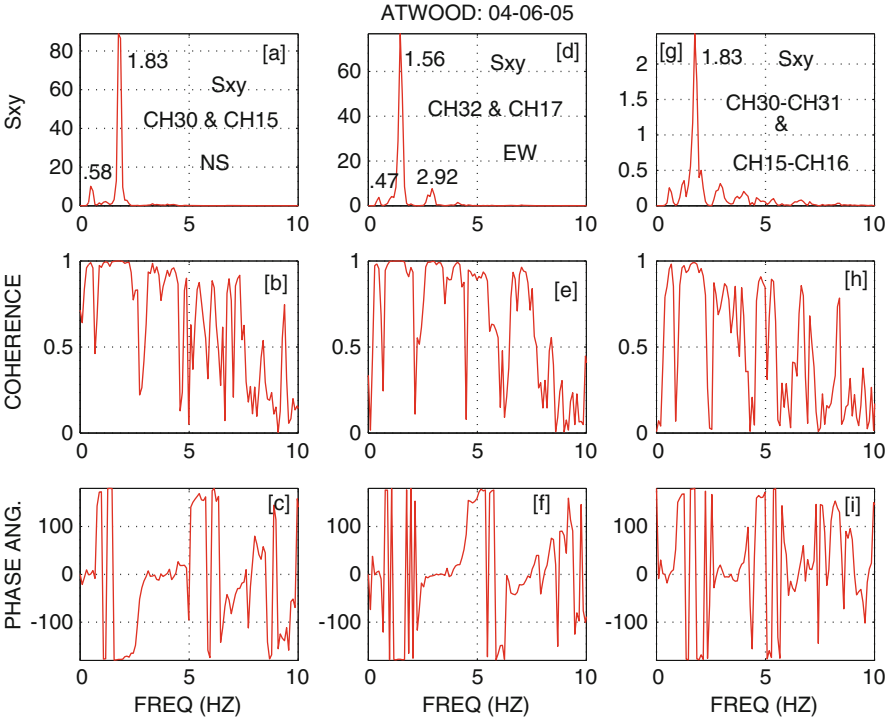 ATWOOD: 04-06-05
Sxy
80
60
40
20
0
0
5
10
[a]
1.83
Sxy
CH30 & CH15
.58
NS
60
40
20
0
0
5
10
[d]
1.56
Sxy
CH32 & CH17
.47
2.92
EW
2
1.5
1
0.5
0
0
5
10
[g]
1.83
Sxy
CH30-CH31
&
CH15-CH16
COHERENCE
1
0.5
0
0
5
10
[b]
1
0.5
0
0
5
10
[e]
1
0.5
0
0
5
10
[h]
PHASE ANG.
100
0
-100
0
5
10
[c]
FREQ (HZ)
100
0
-100
0
5
10
[f]
FREQ (HZ)
100
0
-100
0
5
10
[i]
FREQ (HZ)